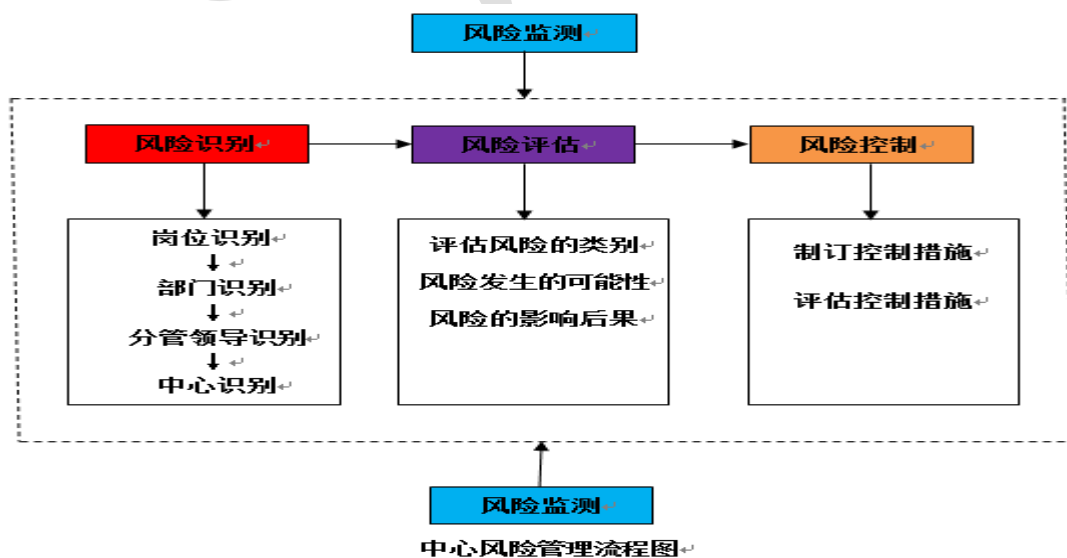 风险监测
风险识别
风险评估
风险控制
岗位识别
↓
部门识别
↓
分管领导识别
↓
中心识别
评估风险的类别
风险发生的可能性
风险的影响后果
制订控制措施
评估控制措施
风险监测
中心风险管理流程图